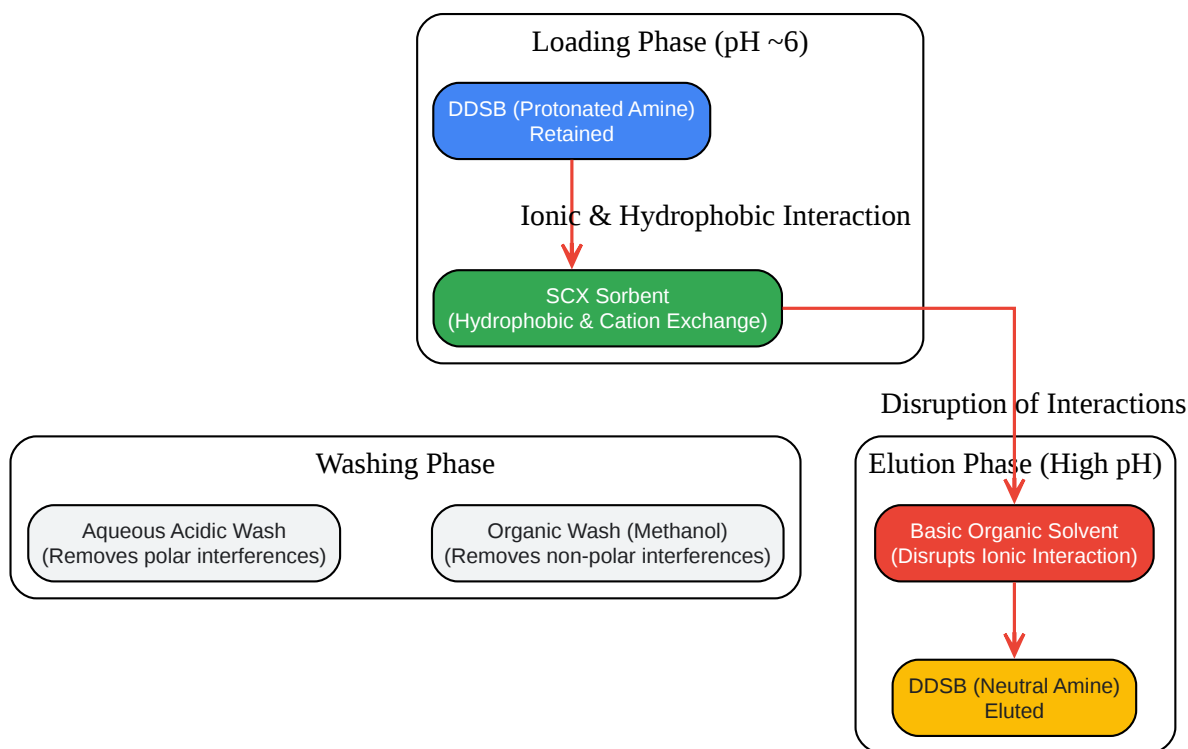 Loading Phase (pH ~6)
DDSB (Protonated Amine)
Retained
Ionic & Hydrophobic Interaction
SCX Sorbent
(Hydrophobic & Cation Exchange)
Disruption of Interactions
Washing Phase
Aqueous Acidic Wash
(Removes polar interferences)
Organic Wash (Methanol)
(Removes non-polar interferences)
Elution Phase (High pH)
Basic Organic Solvent
(Disrupts Ionic Interaction)
DDSB (Neutral Amine)
Eluted